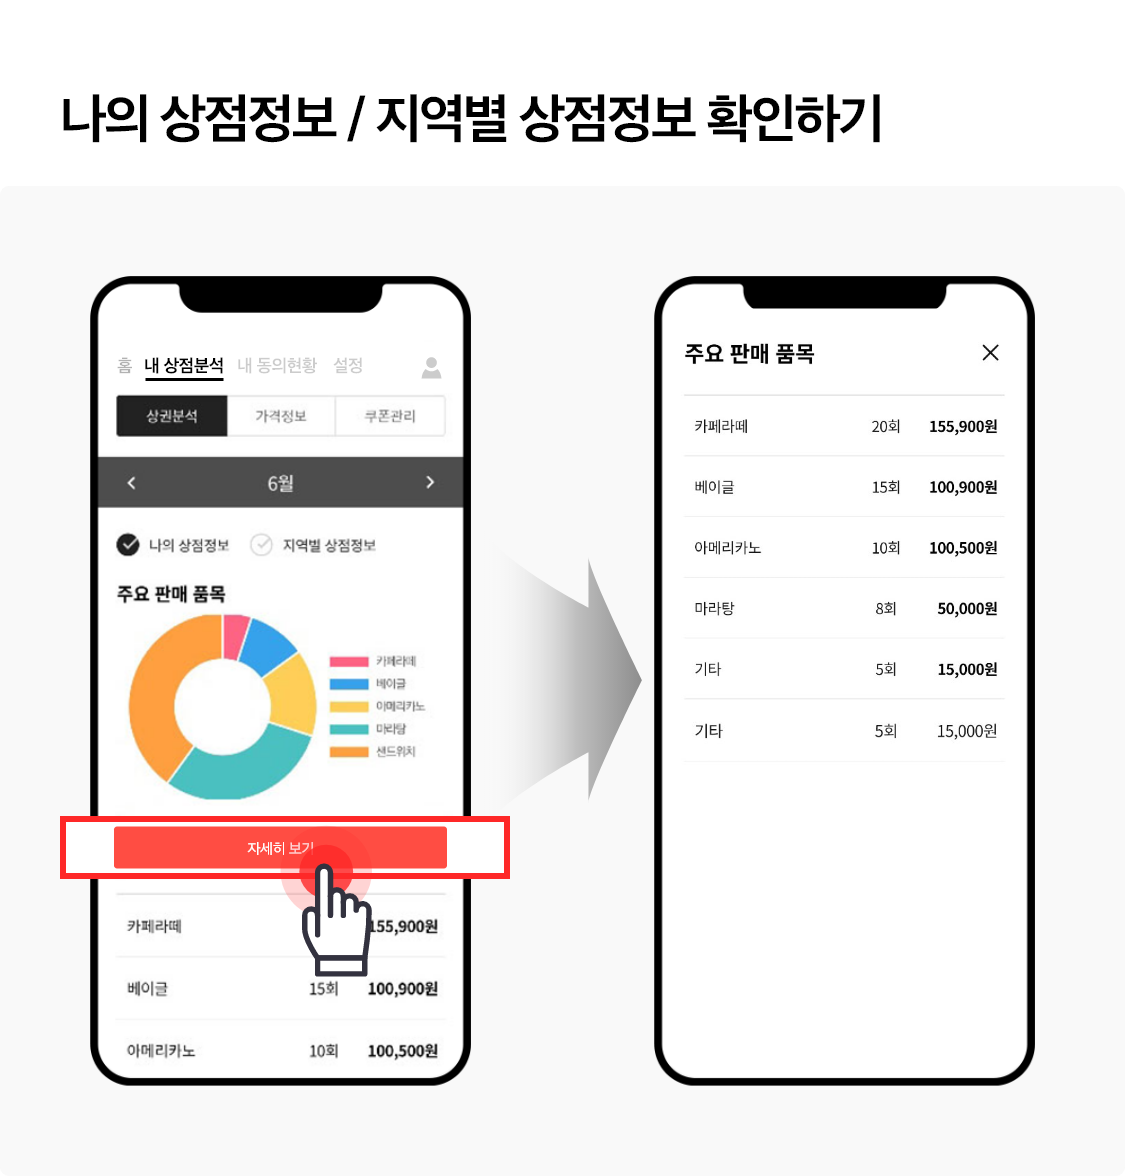 나의 상점정보 / 지역별 상점정보 확인하기
홈 내 상점분석 내 동의현황 설정
상권분석 가격정보 쿠폰관리
6월
나의 상점정보 지역별 상점정보
주요 판매 품목
카페라떼
베이글
아메리카노
마라탕
샌드위치
자세히 보기
카페라떼 155,900원
베이글 15회 100,900원
아메리카노 10회 100,500원
주요 판매 품목
카페라떼 20회 155,900원
베이글 15회 100,900원
아메리카노 10회 100,500원
마라탕 8회 50,000원
기타 5회 15,000원
기타 5회 15,000원